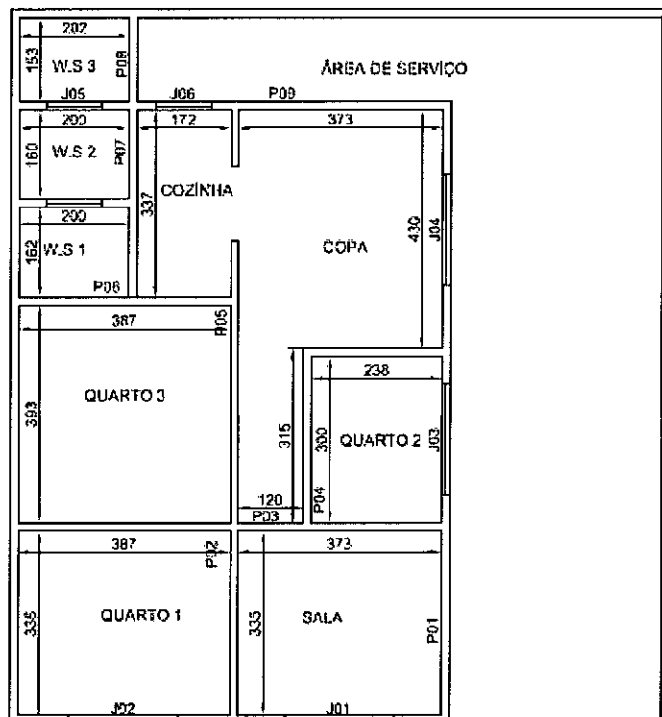 202
153
W.S 3
P08
ÁREA DE SERVIÇO
J05
J06
P09
200
172
373
160
W.S 2
P07
COZÍNHA
337
430
J04
COPA
200
162
W.S 1
P06
387
P05
238
393
QUARTO 3
315
300
QUARTO 2
J03
P04
120
P03
387
P02
373
335
QUARTO 1
335
SALA
P01
J02
J01